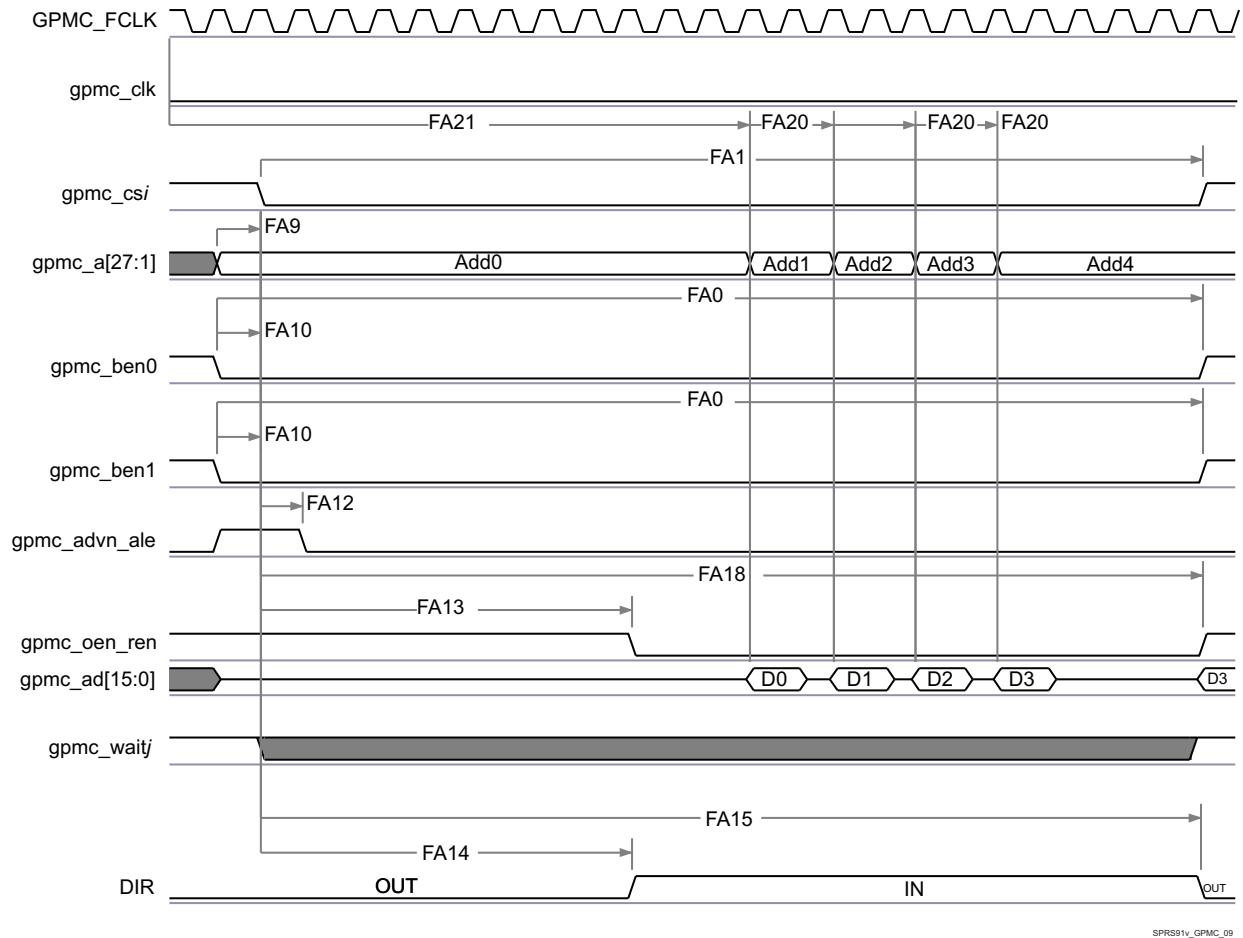 GPMC_FCLK
gpmc_clk
FA21 FA20 FA20 FA20
FA1
gpmc_csi
FA9
gpmc_a[27:1] Add0 Add1 Add2 Add3 Add4
FA0
FA10
gpmc_ben0
FA0
FA10
gpmc_ben1
FA12
gpmc_advn_ale
FA18
FA13
gpmc_oen_ren
gpmc_ad[15:0] D0 D1 D2 D3 D3
gpmc_waitj
FA15
FA14
DIR OUT IN OUT
SPRS91v_GPMC_09